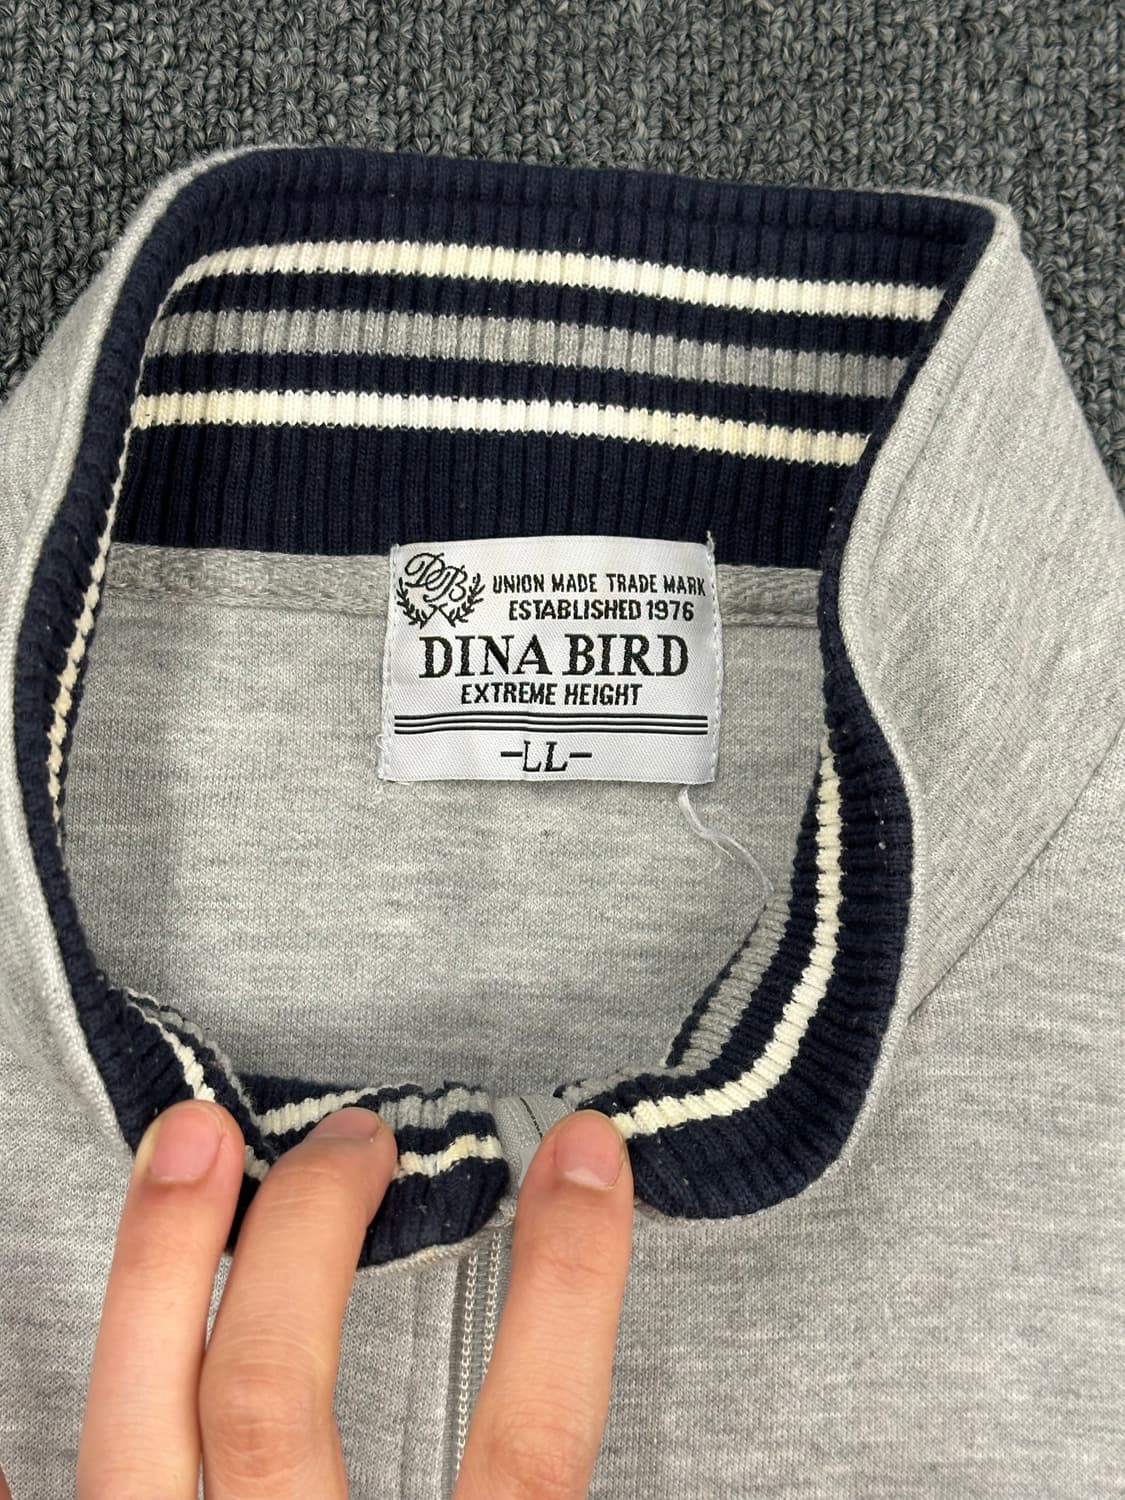 DB
UNION MADE TRADE MARK
ESTABLISHED 1976
DINA BIRD
EXTREME HEIGHT
-LL-